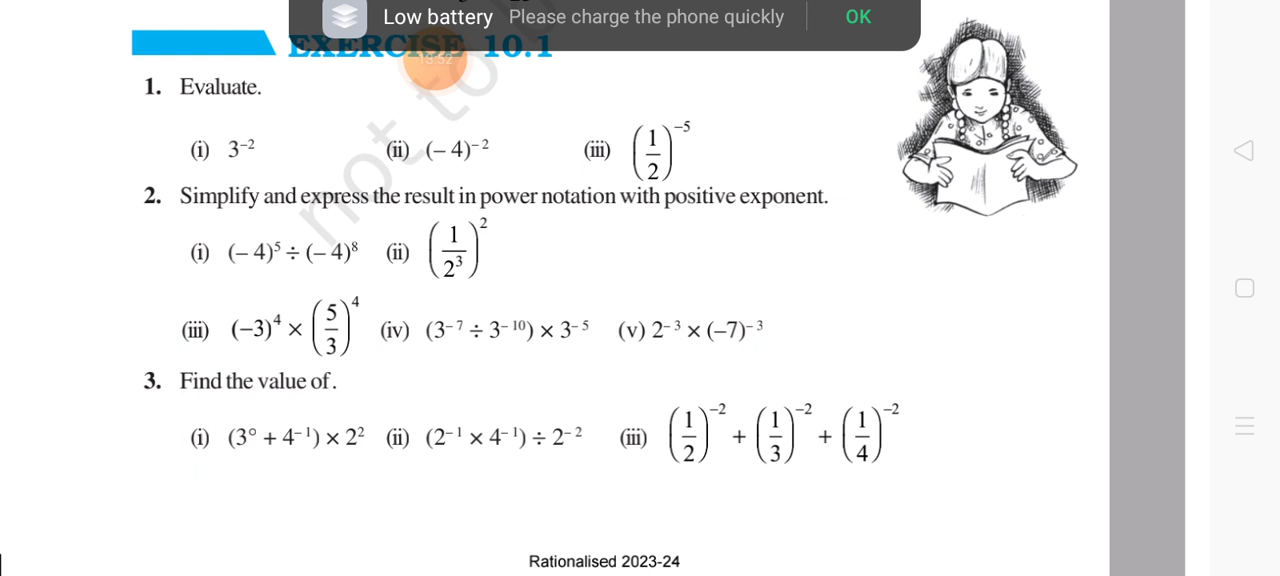 Low battery Please charge the phone quickly OK
EXERCISE 10.1
13:52
1. Evaluate.
(i) 3⁻² (ii) (– 4)⁻² (iii) (1/2)⁻⁵
2. Simplify and express the result in power notation with positive exponent.
(i) (– 4)⁵ ÷ (– 4)⁸ (ii) (1/2³)²
(iii) (–3)⁴ × (5/3)⁴ (iv) (3⁻⁷ ÷ 3⁻¹⁰) × 3⁻⁵ (v) 2⁻³ × (–7)⁻³
3. Find the value of.
(i) (3° + 4⁻¹) × 2² (ii) (2⁻¹ × 4⁻¹) ÷ 2⁻² (iii) (1/2)⁻² + (1/3)⁻² + (1/4)⁻²
not to
Rationalised 2023-24